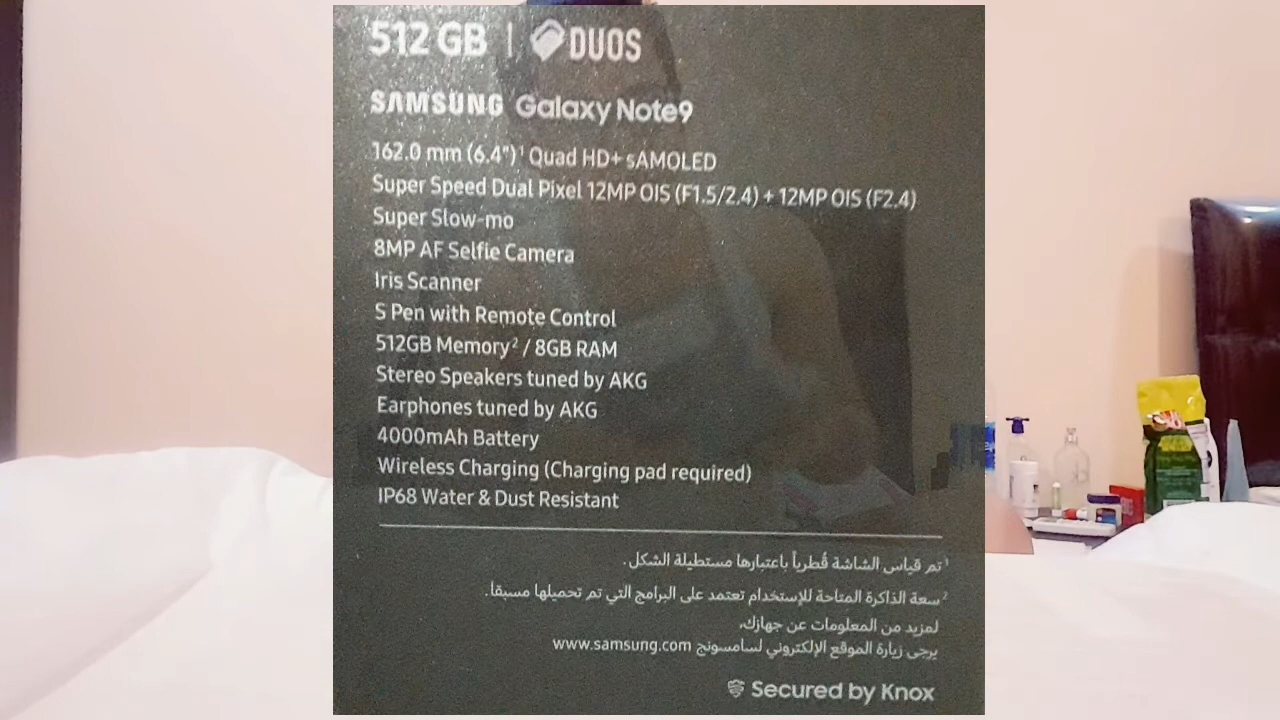 512 GB | DUOS
SAMSUNG Galaxy Note9
162.0 mm (6.4")¹ Quad HD+ sAMOLED
Super Speed Dual Pixel 12MP OIS (F1.5/2.4) + 12MP OIS (F2.4)
Super Slow-mo
8MP AF Selfie Camera
Iris Scanner
S Pen with Remote Control
512GB Memory² / 8GB RAM
Stereo Speakers tuned by AKG
Earphones tuned by AKG
4000mAh Battery
Wireless Charging (Charging pad required)
IP68 Water & Dust Resistant
¹ تم قياس الشاشة قُطرياً باعتبارها مستطيلة الشكل.
² سعة الذاكرة المتاحة للإستخدام تعتمد على البرامج التي تم تحميلها مسبقاً.
لمزيد من المعلومات عن جهازك،
يرجى زيارة الموقع الإلكتروني لسامسونج www.samsung.com
Secured by Knox